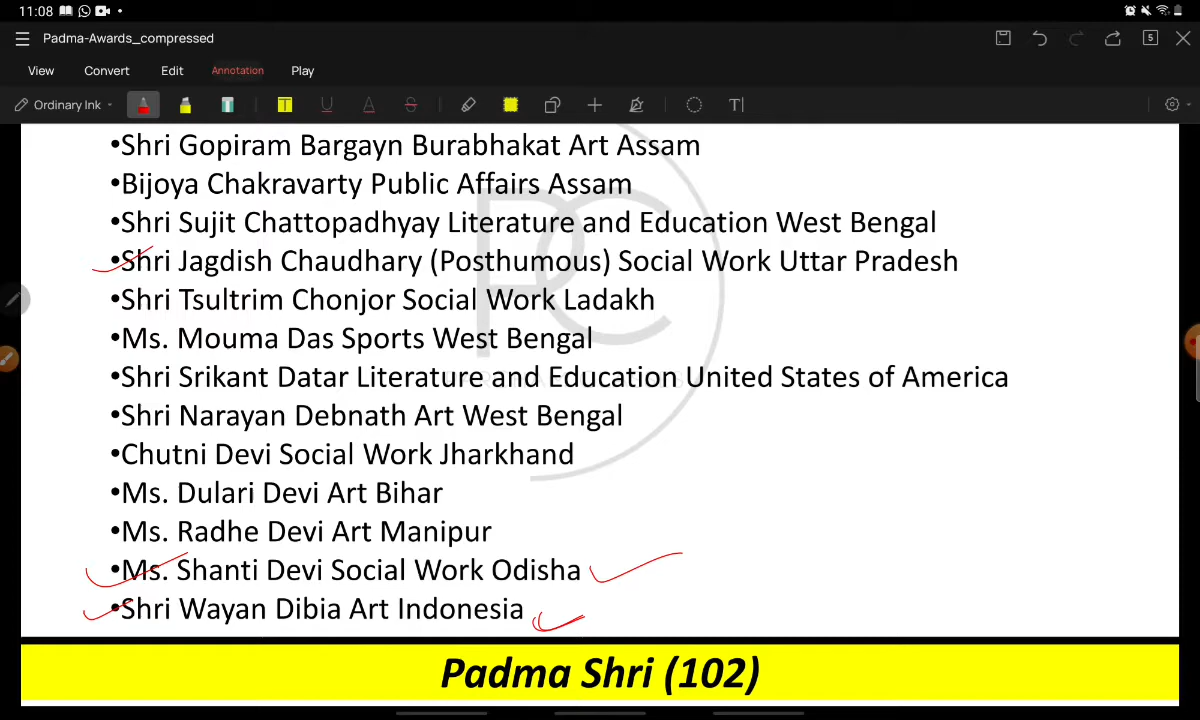 11:08
Padma-Awards_compressed
5
View Convert Edit Annotation Play
Ordinary Ink
•Shri Gopiram Bargayn Burabhakat Art Assam
•Bijoya Chakravarty Public Affairs Assam
•Shri Sujit Chattopadhyay Literature and Education West Bengal
•Shri Jagdish Chaudhary (Posthumous) Social Work Uttar Pradesh
•Shri Tsultrim Chonjor Social Work Ladakh
•Ms. Mouma Das Sports West Bengal
•Shri Srikant Datar Literature and Education United States of America
•Shri Narayan Debnath Art West Bengal
•Chutni Devi Social Work Jharkhand
•Ms. Dulari Devi Art Bihar
•Ms. Radhe Devi Art Manipur
•Ms. Shanti Devi Social Work Odisha
•Shri Wayan Dibia Art Indonesia
Padma Shri (102)